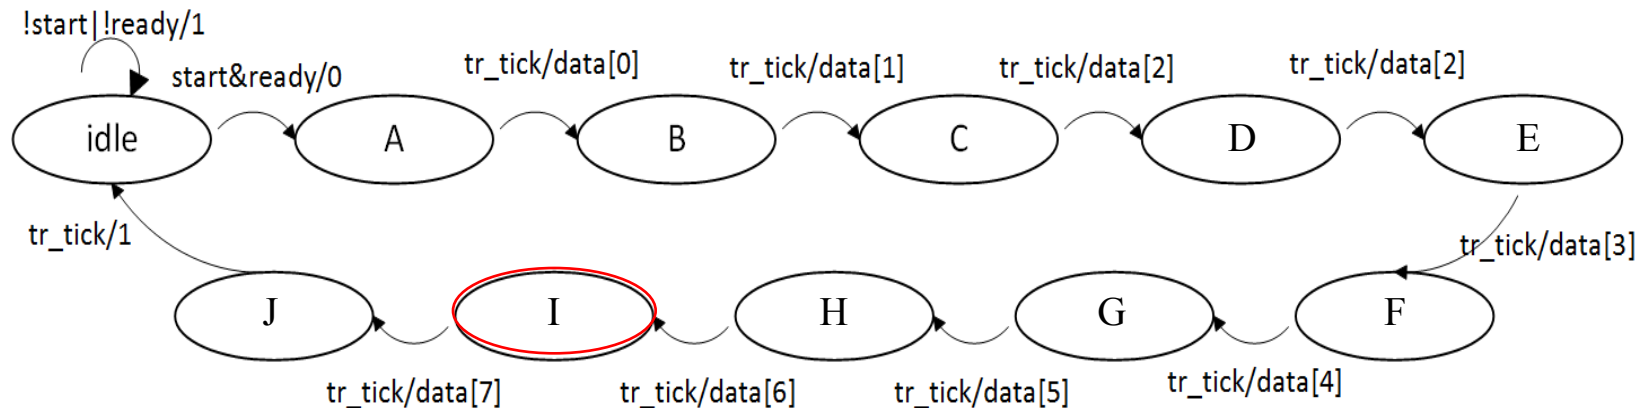 !start|!ready/1
start&ready/0
tr_tick/data[0]
tr_tick/data[1]
tr_tick/data[2]
tr_tick/data[2]
idle
A
B
C
D
E
tr_tick/1
tr_tick/data[3]
J
I
H
G
F
tr_tick/data[7]
tr_tick/data[6]
tr_tick/data[5]
tr_tick/data[4]